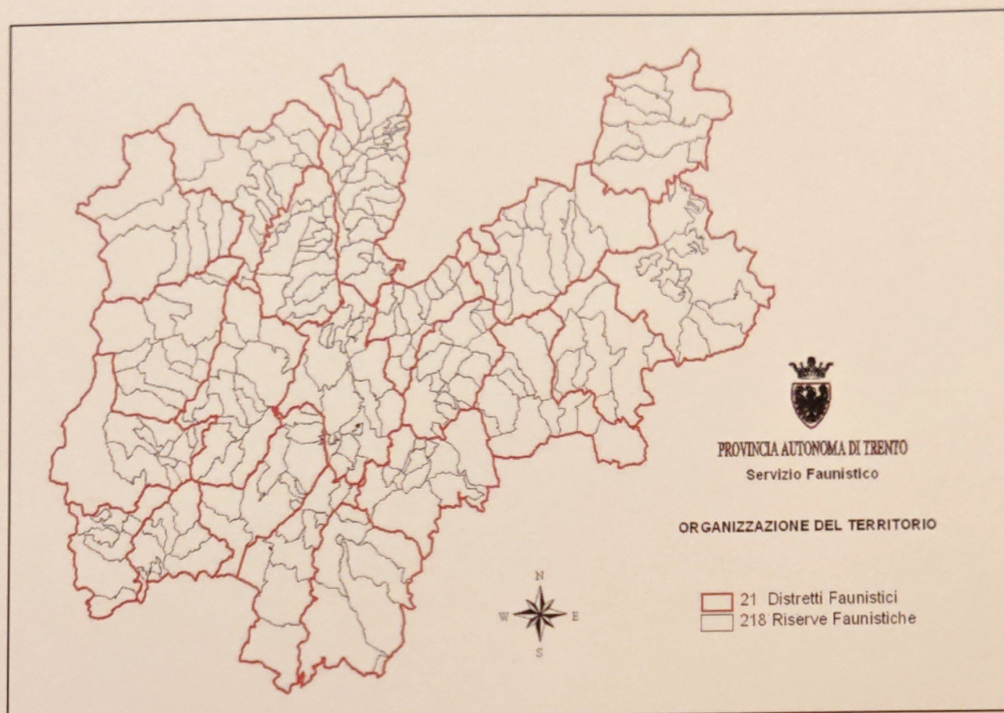 PROVINCIA AUTONOMA DI TRENTO
Servizio Faunistico
ORGANIZZAZIONE DEL TERRITORIO
N
W E
S
21 Distretti Faunistici
218 Riserve Faunistiche